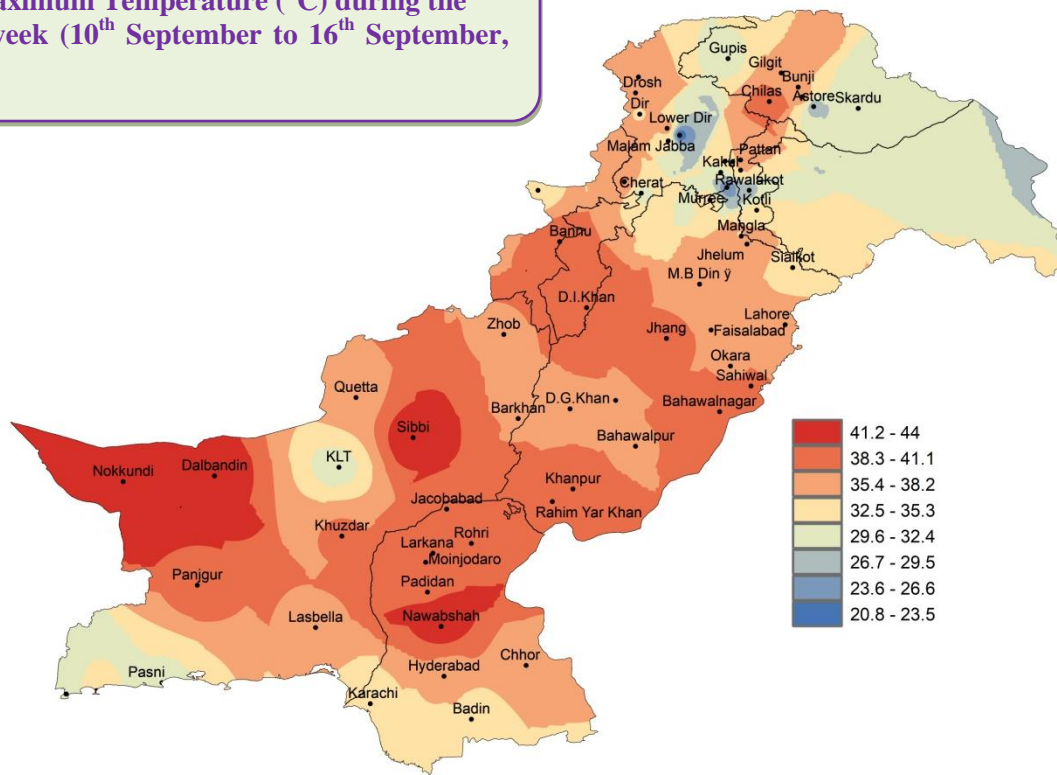 aximum Temperature (°C) during the
week (10th September to 16th September,
Gupis
Gilgit
Bunji
Drosh
Chilas
Astore Skardu
Dir
Lower Dir
Malam Jabba
Pattan
Kakul
Cherat
Rawalakot
Murree
Kotli
Mangla
Bannu
Jhelum
Sialkot
M.B Din ÿ
D.I.Khan
Zhob
Lahore
Jhang
Faisalabad
Okara
Sahiwal
Quetta
D.G.Khan
Barkhan
Bahawalnagar
Sibbi
Bahawalpur
KLT
Nokkundi
Dalbandin
Khanpur
Jacobabad
Rahim Yar Khan
Khuzdar
Rohri
Larkana
Moinjodaro
Panjgur
Padidan
Lasbella
Nawabshah
Hyderabad
Chhor
Pasni
Karachi
Badin
41.2 - 44
38.3 - 41.1
35.4 - 38.2
32.5 - 35.3
29.6 - 32.4
26.7 - 29.5
23.6 - 26.6
20.8 - 23.5